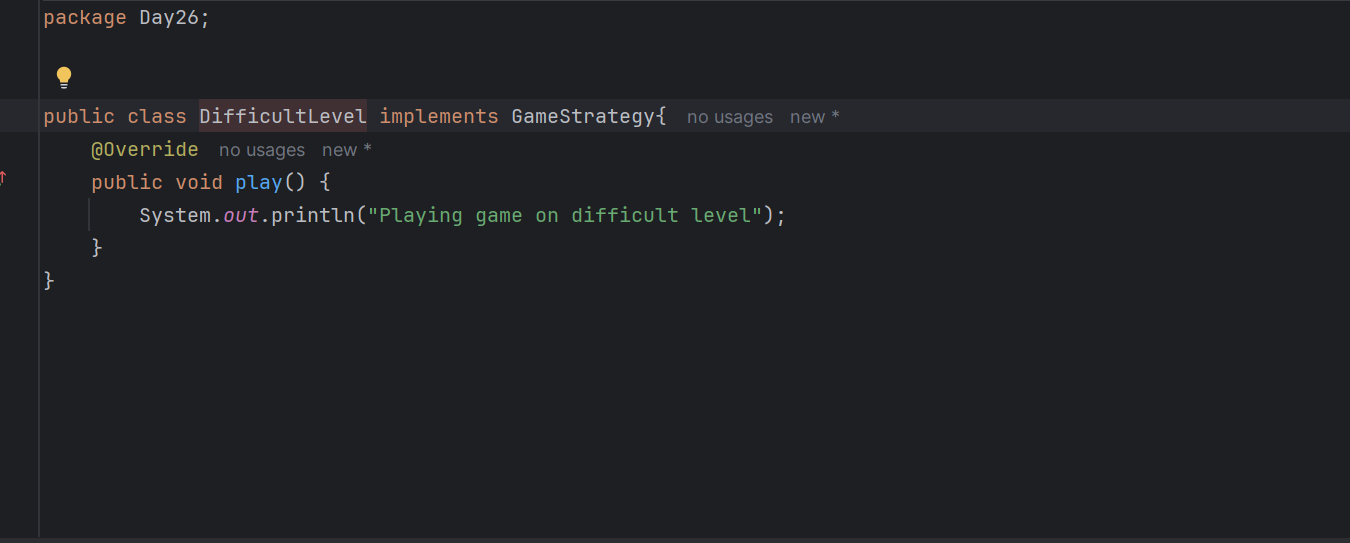 package Day26;
public class DifficultLevel implements GameStrategy{ no usages new *
@Override no usages new *
public void play() {
System.out.println("Playing game on difficult level");
}
}